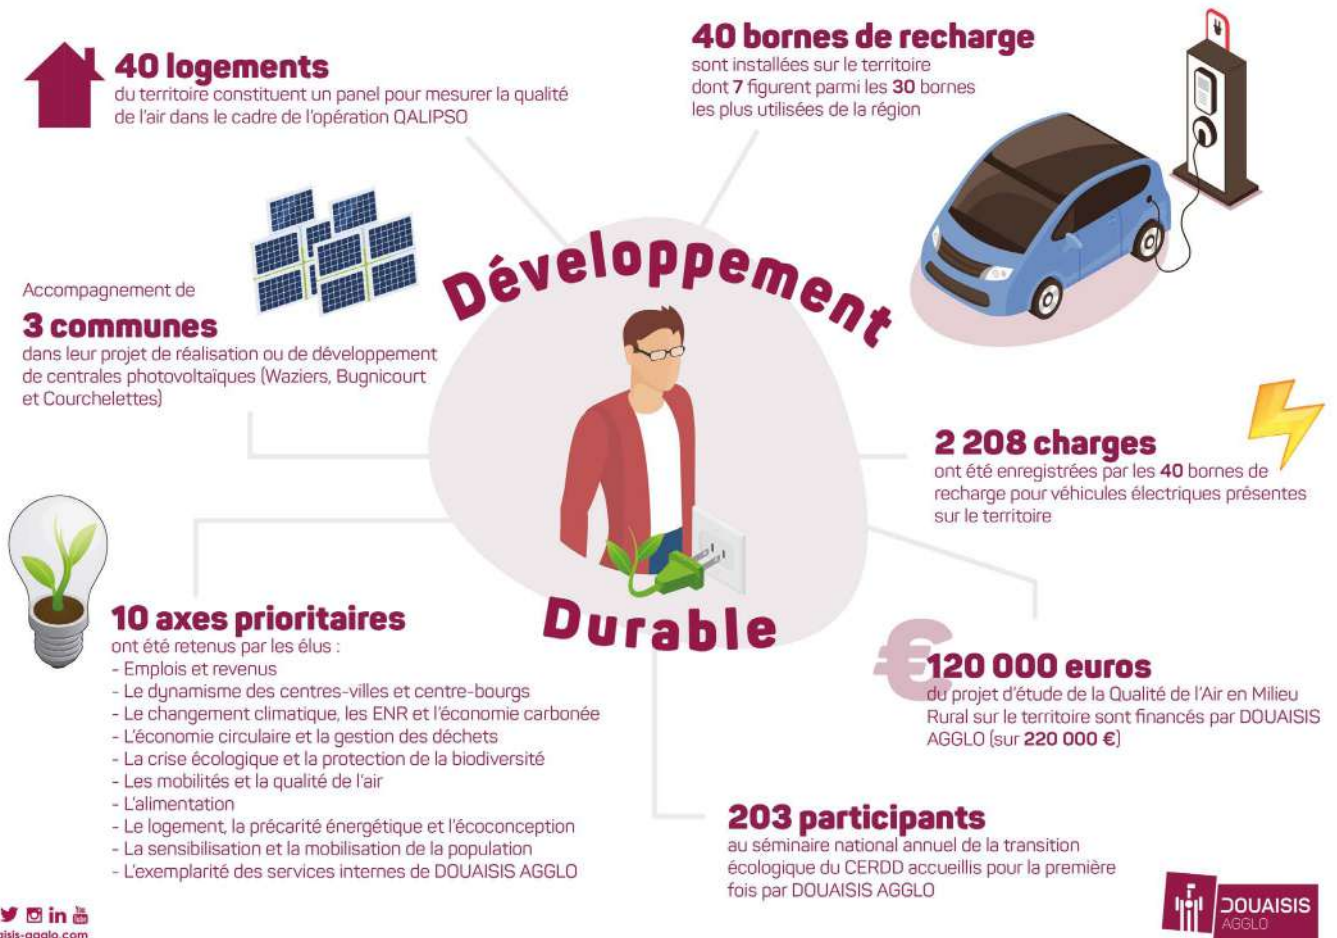 40 logements
du territoire constituent un panel pour mesurer la qualité
de l'air dans le cadre de l'opération QALIPSO
40 bornes de recharge
sont installées sur le territoire
dont 7 figurent parmi les 30 bornes
les plus utilisées de la région
Développement
Durable
Accompagnement de
3 communes
dans leur projet de réalisation ou de développement
de centrales photovoltaïques (Waziers, Bugnicourt
et Courchelettes)
2 208 charges
ont été enregistrées par les 40 bornes de
recharge pour véhicules électriques présentes
sur le territoire
10 axes prioritaires
ont été retenus par les élus :
- Emplois et revenus
- Le dynamisme des centres-villes et centre-bourgs
- Le changement climatique, les ENR et l'économie carbonée
- L'économie circulaire et la gestion des déchets
- La crise écologique et la protection de la biodiversité
- Les mobilités et la qualité de l'air
- L'alimentation
- Le logement, la précarité énergétique et l'écoconception
- La sensibilisation et la mobilisation de la population
- L'exemplarité des services internes de DOUAISIS AGGLO
€
120 000 euros
du projet d'étude de la Qualité de l'Air en Milieu
Rural sur le territoire sont financés par DOUAISIS
AGGLO (sur 220 000 €)
203 participants
au séminaire national annuel de la transition
écologique du CERDD accueillis pour la première
fois par DOUAISIS AGGLO
in You Tube
aisis-agglo.com
DOUAISIS
AGGLO